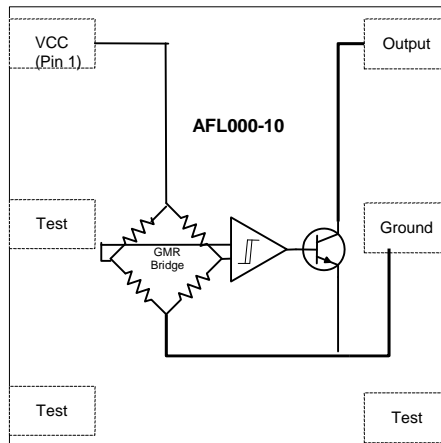 VCC
(Pin 1)
Output
AFL000-10
Test
Ground
GMR
Bridge
Test
Test